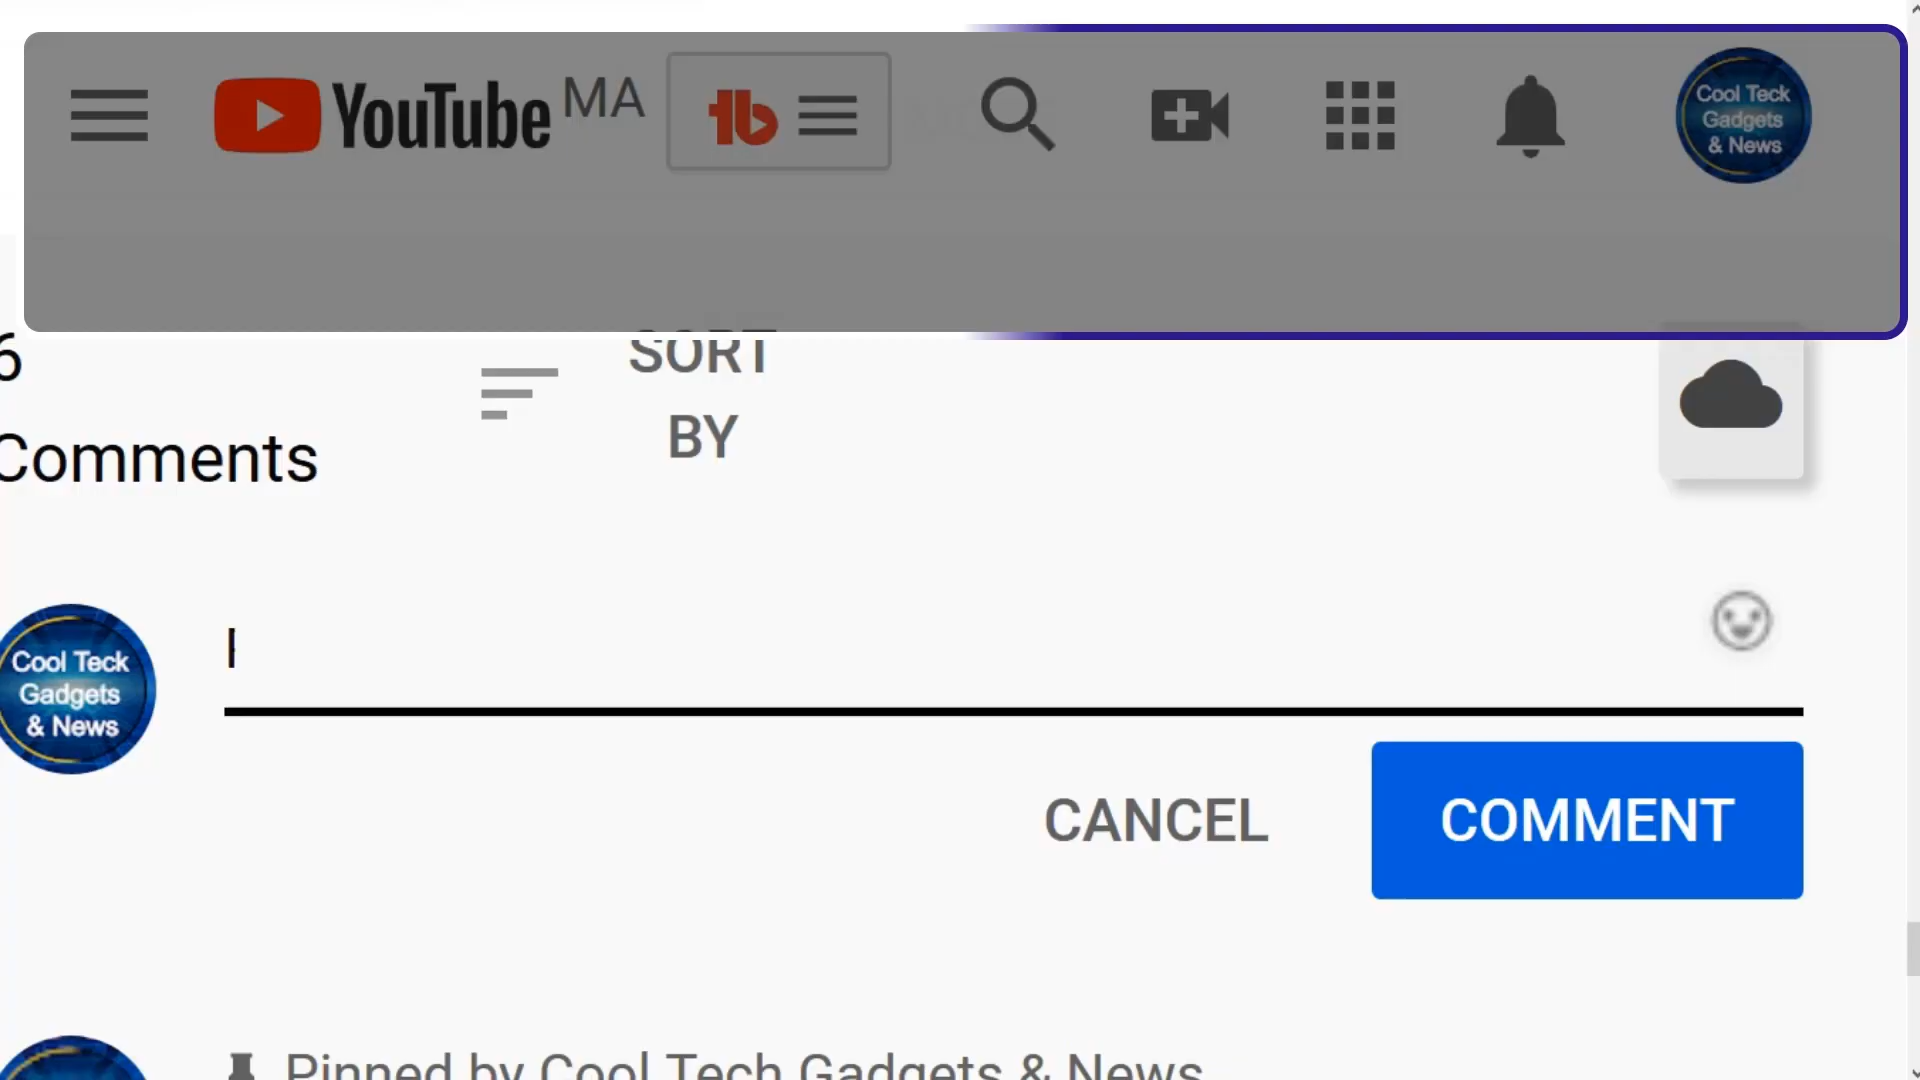 YouTube MA
Cool Teck
Gadgets
& News
6
Comments
SORT
BY
Cool Teck
Gadgets
& News
CANCEL
COMMENT
Pinned by Cool Tech Gadgets & News